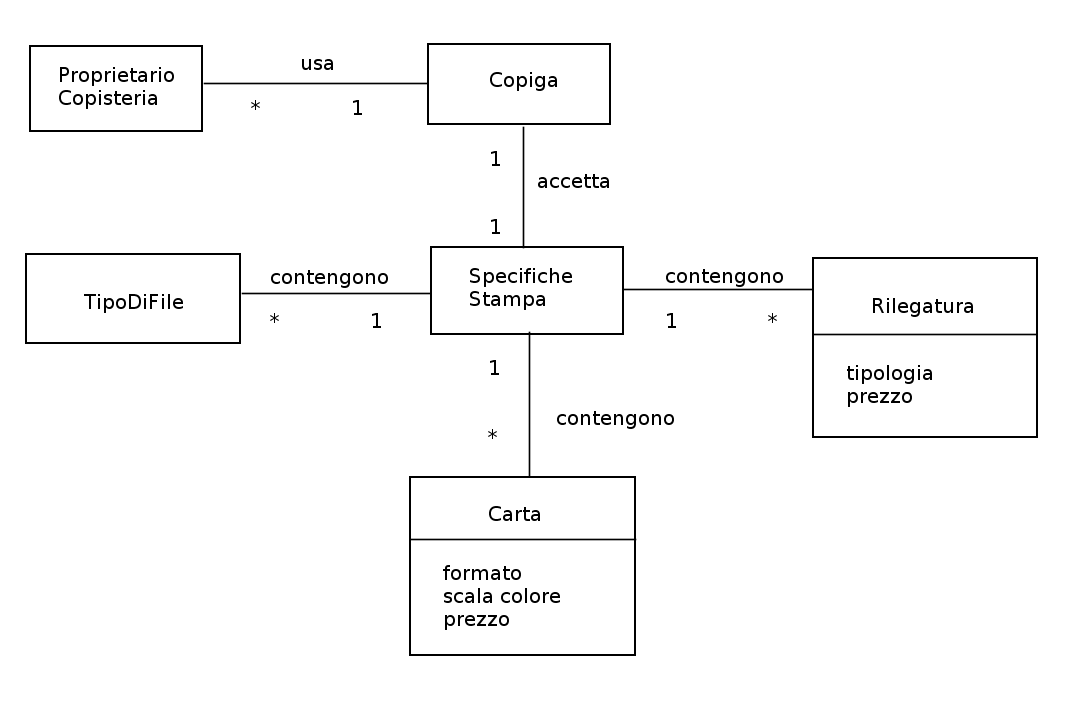 Proprietario
Copisteria
usa
*
1
Copiga
1
accetta
1
TipoDiFile
contengono
*
1
Specifiche
Stampa
contengono
1
*
Rilegatura
tipologia
prezzo
1
contengono
*
Carta
formato
scala colore
prezzo